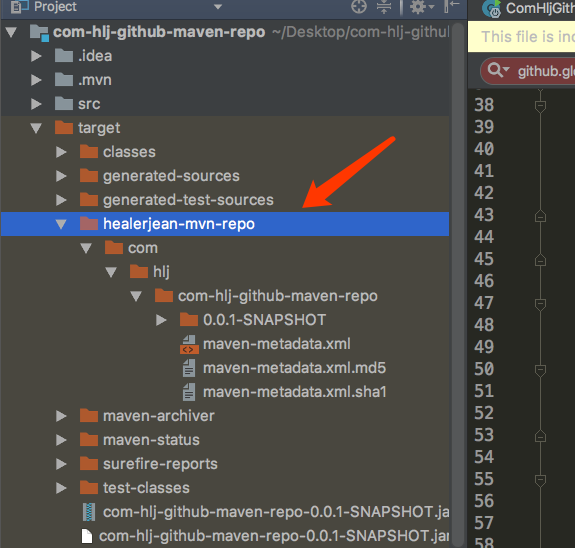 Project
ComHljGith
com-hlj-github-maven-repo ~/Desktop/com-hlj-github
This file is inc
.idea
.mvn
github.gl
src
38
target
39
classes
40
generated-sources
41
generated-test-sources
42
healerjean-mvn-repo
43
com
44
hlj
45
46
com-hlj-github-maven-repo
47
0.0.1-SNAPSHOT
48
maven-metadata.xml
49
maven-metadata.xml.md5
50
maven-metadata.xml.sha1
51
maven-archiver
52
maven-status
53
surefire-reports
54
test-classes
55
com-hlj-github-maven-repo-0.0.1-SNAPSHOT.ja
56
57
com-hlj-github-maven-repo-0.0.1-SNAPSHOT.jar
58